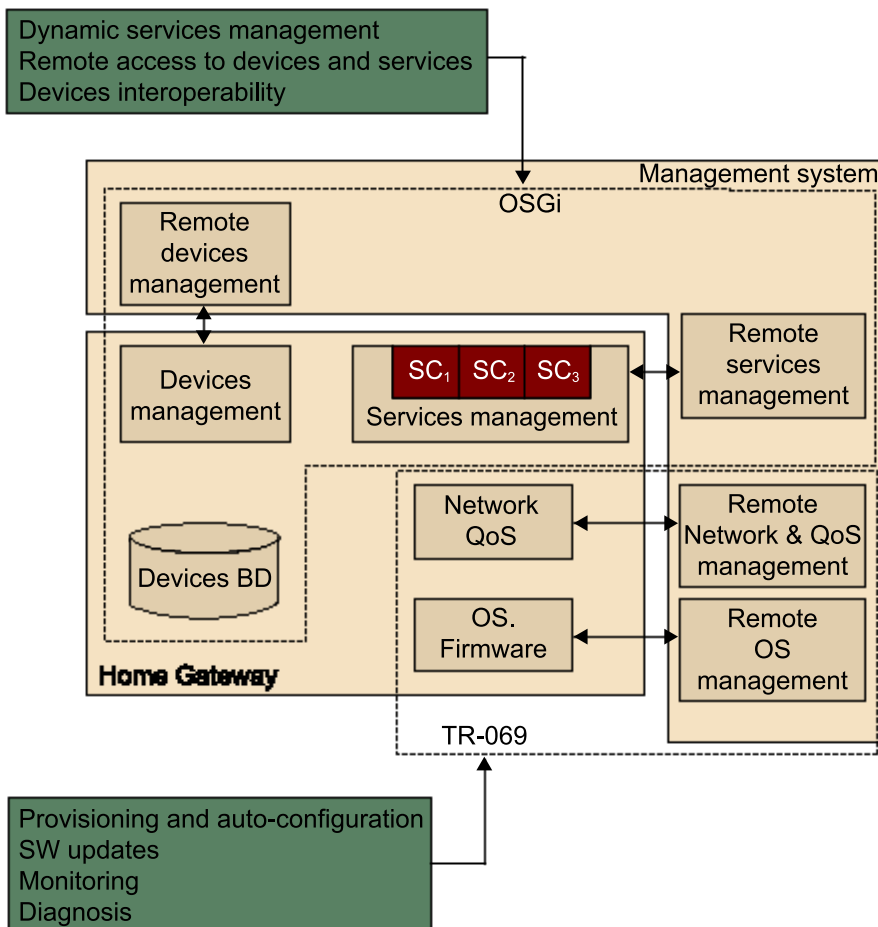 Dynamic services management
Remote access to devices and services
Devices interoperability
Management system
OSGi
Remote
devices
management
Devices
management
SC₁ SC₂ SC₃
Services management
Remote
services
management
Network
QoS
Remote
Network & QoS
management
Devices BD
OS.
Firmware
Remote
OS
management
Home Gateway
TR-069
Provisioning and auto-configuration
SW updates
Monitoring
Diagnosis